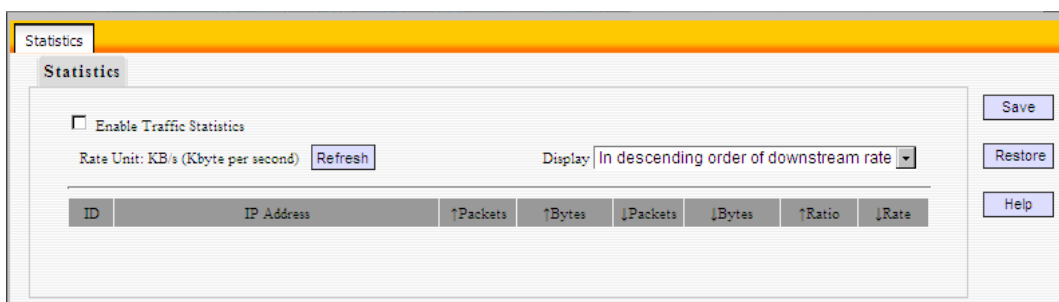 Statistics
Statistics
Enable Traffic Statistics
Rate Unit: KB/s (Kbyte per second) Refresh Display In descending order of downstream rate
ID IP Address ↑Packets ↑Bytes ↓Packets ↓Bytes ↑Ratio ↓Rate
Save
Restore
Help